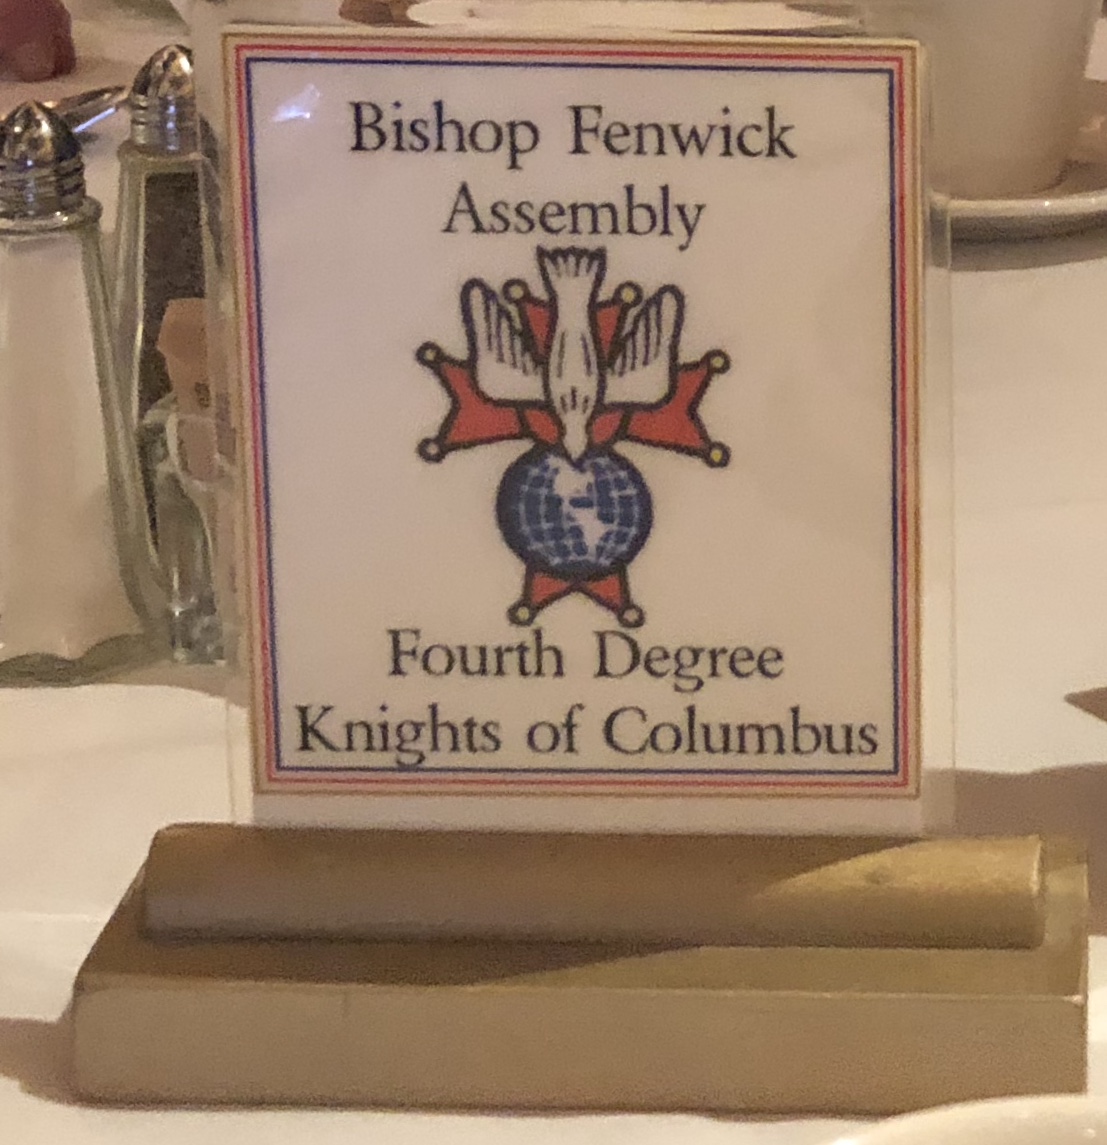 Bishop Fenwick
Assembly
Fourth Degree
Knights of Columbus